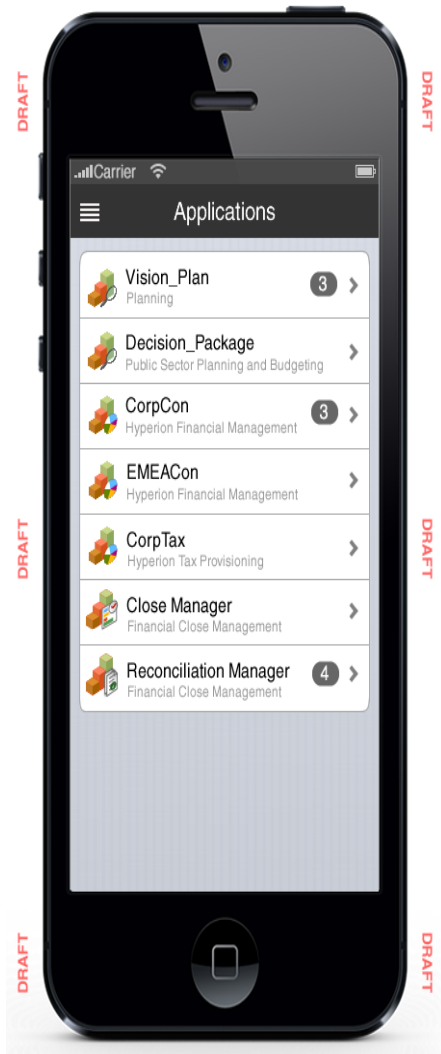 DRAFT
DRAFT
Carrier
Applications
Vision_Plan
3
Planning
Decision_Package
Public Sector Planning and Budgeting
CorpCon
3
Hyperion Financial Management
EMEACon
Hyperion Financial Management
CorpTax
Hyperion Tax Provisioning
DRAFT
DRAFT
Close Manager
Financial Close Management
Reconciliation Manager
4
Financial Close Management
DRAFT
DRAFT